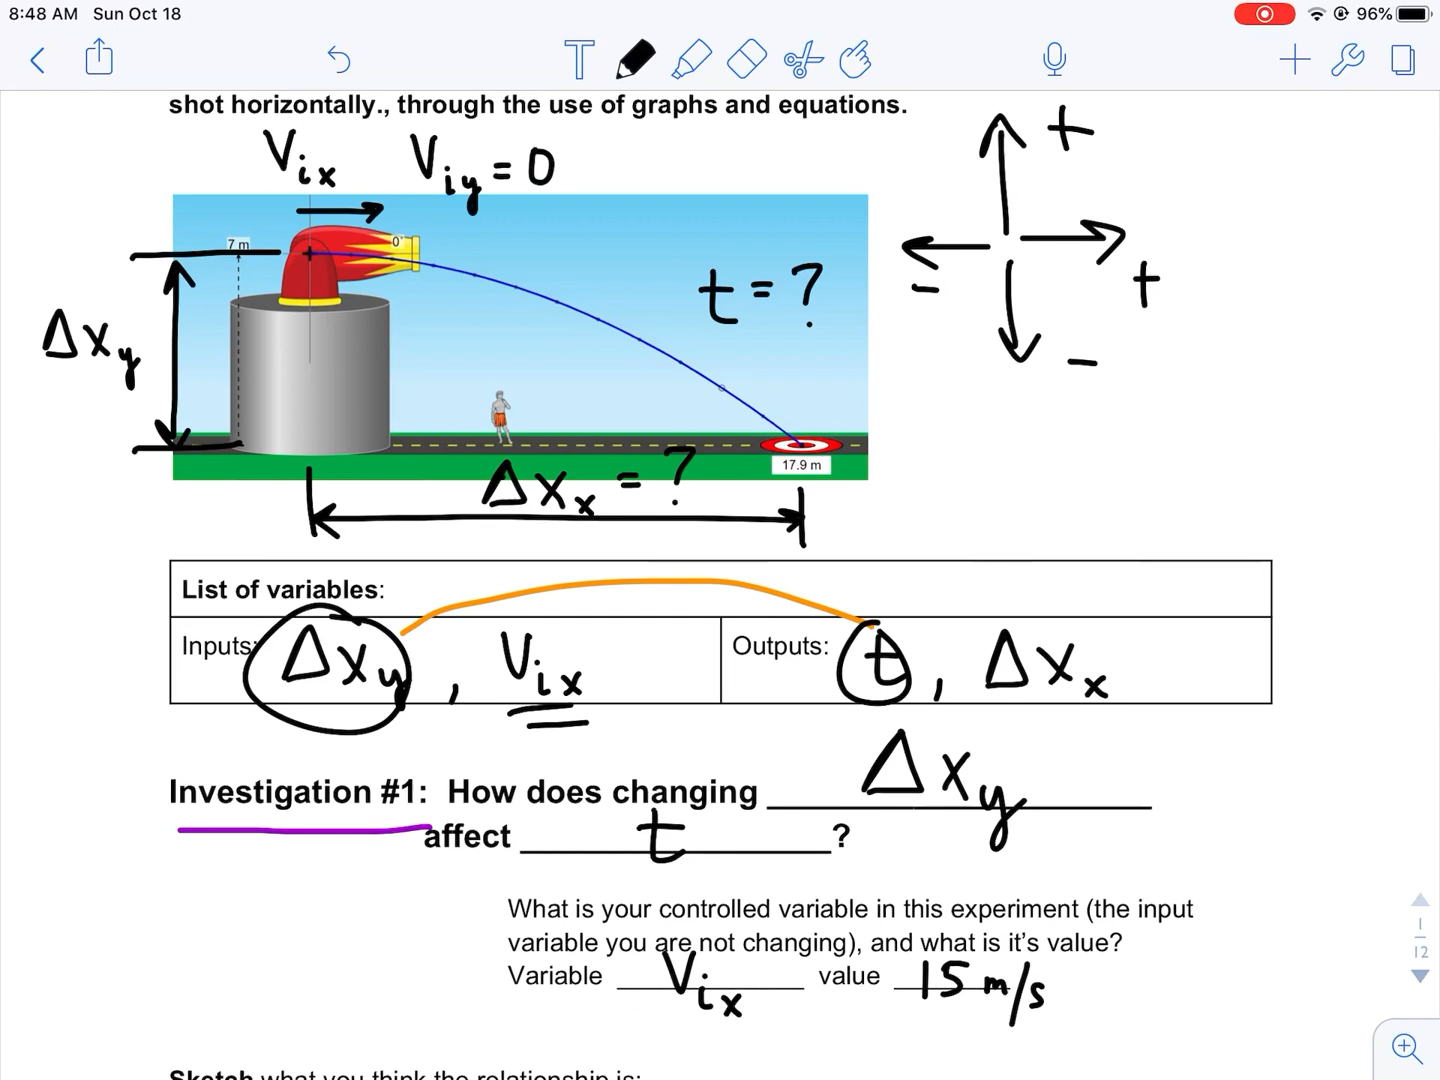 8:48 AM Sun Oct 18
96%
shot horizontally., through the use of graphs and equations.
Vix Viy = 0
+
7 m
0°
t = ?
- +
Δxy
-
17.9 m
Δxx = ?
List of variables:
Inputs: Δxy , Vix
Outputs: t , Δxx
Investigation #1: How does changing Δxy
affect t ?
What is your controlled variable in this experiment (the input
variable you are not changing), and what is it's value?
Variable Vix value 15 m/s
1
12
Sketch what you think the relationship is: